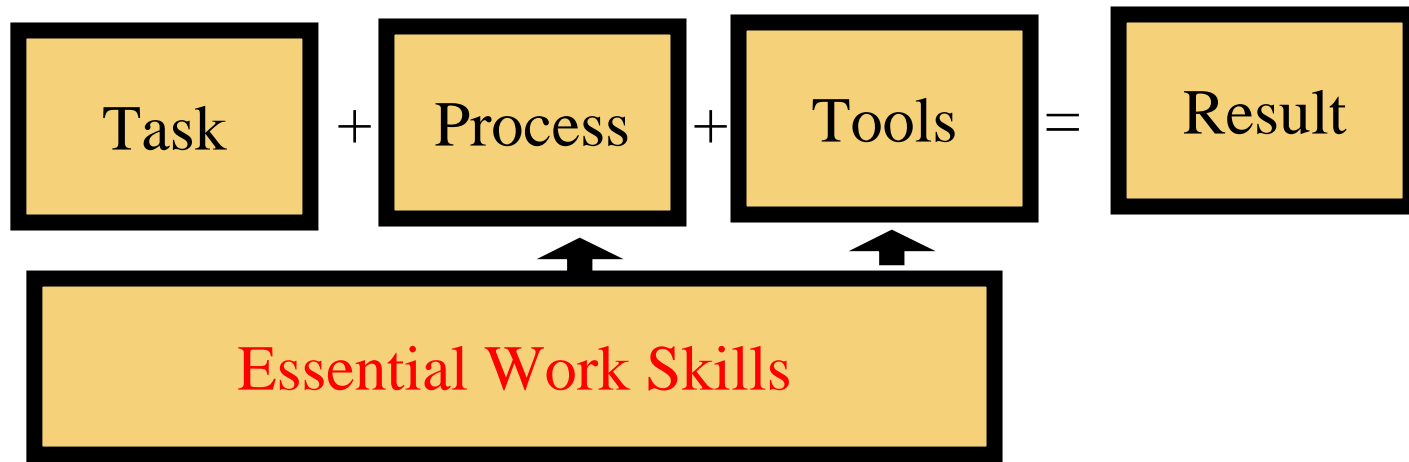 Task + Process + Tools = Result
Essential Work Skills